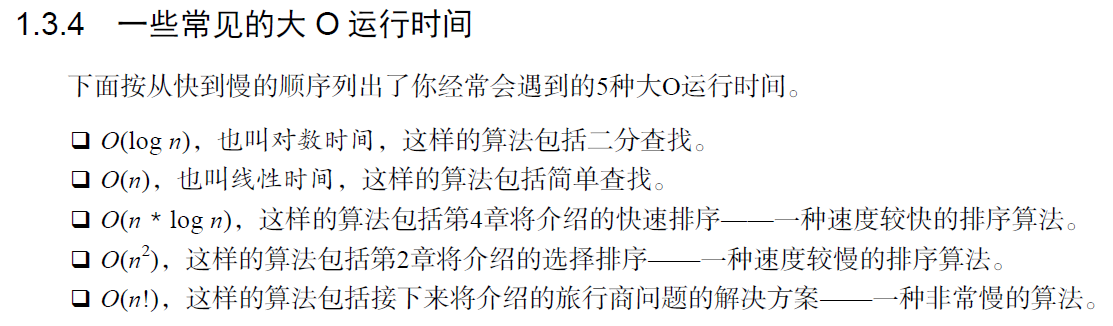 1.3.4 一些常见的大 O 运行时间
下面按从快到慢的顺序列出了你经常会遇到的5种大O运行时间。
❑ O(log n)，也叫对数时间，这样的算法包括二分查找。
❑ O(n)，也叫线性时间，这样的算法包括简单查找。
❑ O(n * log n)，这样的算法包括第4章将介绍的快速排序——一种速度较快的排序算法。
❑ O(n²)，这样的算法包括第2章将介绍的选择排序——一种速度较慢的排序算法。
❑ O(n!)，这样的算法包括接下来将介绍的旅行商问题的解决方案——一种非常慢的算法。